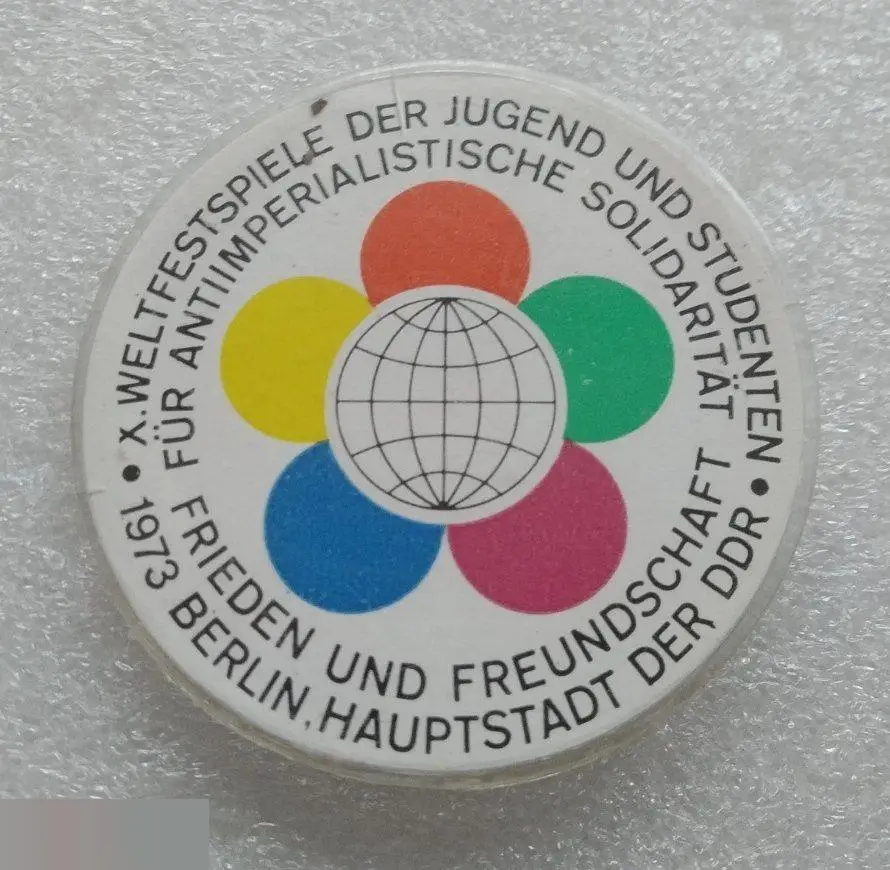 X. WELTFESTSPIELE DER JUGEND UND STUDENTEN
FÜR ANTIIMPERIALISTISCHE SOLIDARITÄT
FRIEDEN UND FREUNDSCHAFT
• 1973 BERLIN, HAUPTSTADT DER DDR •